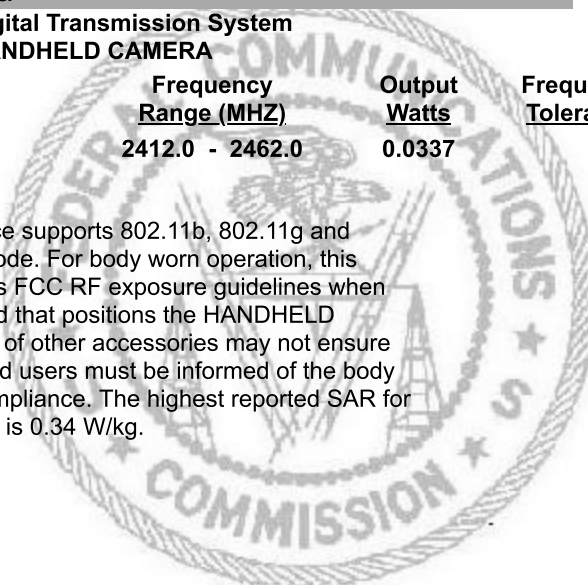 gital Transmission System
NDHELD CAMERA
Frequency Output Frequ
Range (MHZ) Watts Tolera
2412.0 - 2462.0 0.0337
ce supports 802.11b, 802.11g and
ode. For body worn operation, this
s FCC RF exposure guidelines when
d that positions the HANDHELD
of other accessories may not ensure
d users must be informed of the body
mpliance. The highest reported SAR for
is 0.34 W/kg.
FEDERAL COMMUNICATIONS
COMMISSION